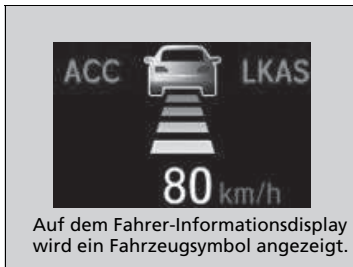 ACC LKAS
80 km/h
Auf dem Fahrer-Informationsdisplay
wird ein Fahrzeugsymbol angezeigt.